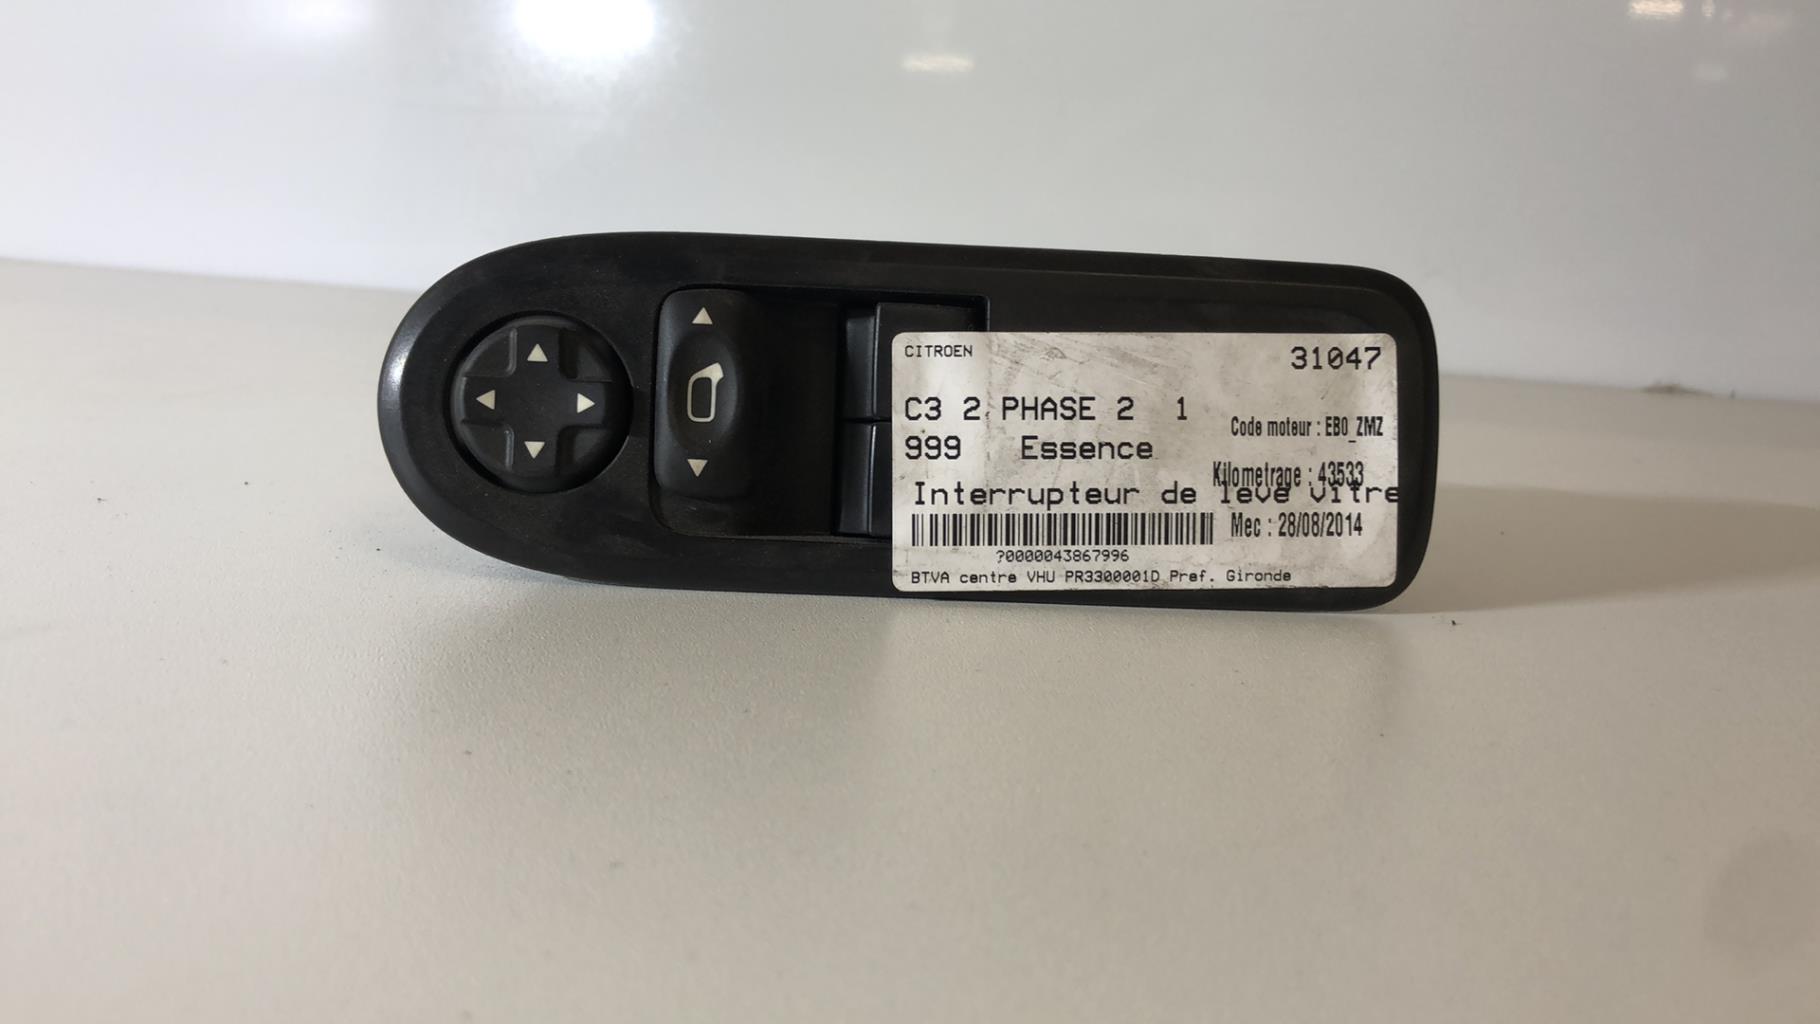 CITROEN
31047
C3 2 PHASE 2 1
Code moteur : EB0_ZMZ
999 Essence
Kilometrage : 43533
Interrupteur de leve vitre
Mec : 28/08/2014
?0000043867996
BTVA centre VHU PR3300001D Pref. Gironde